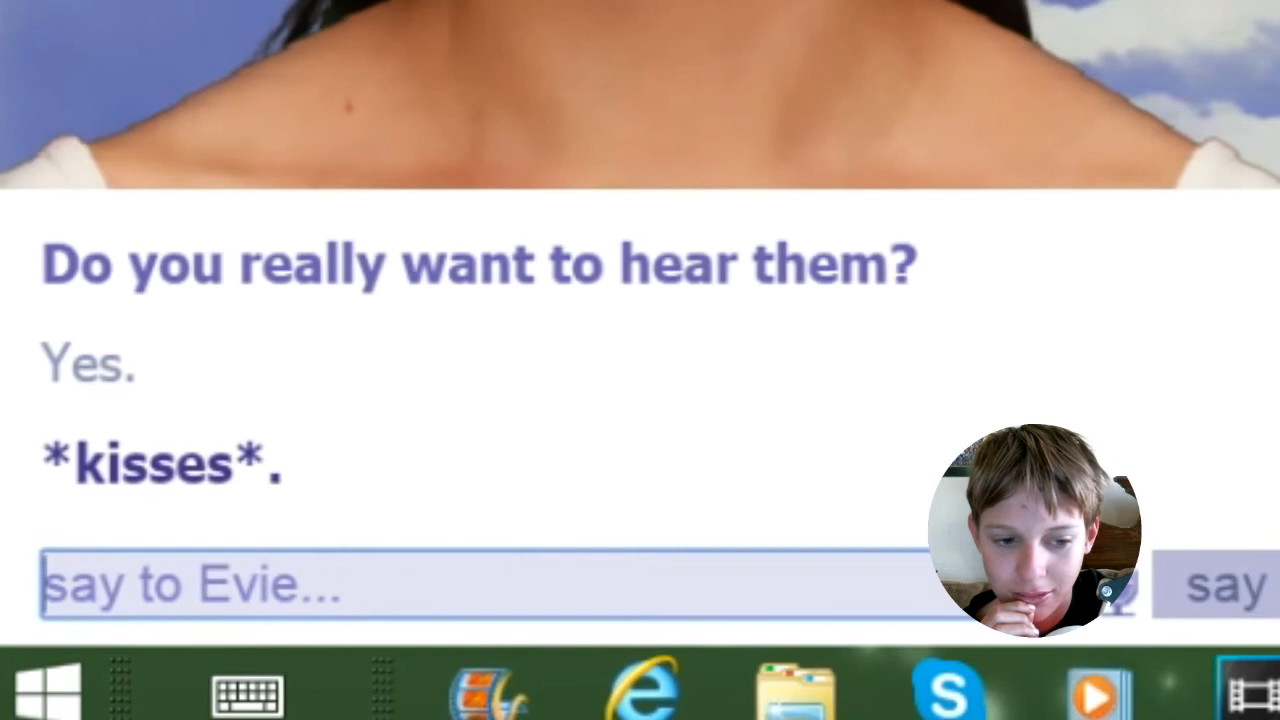 Do you really want to hear them?
Yes.
*kisses*.
say to Evie...
say